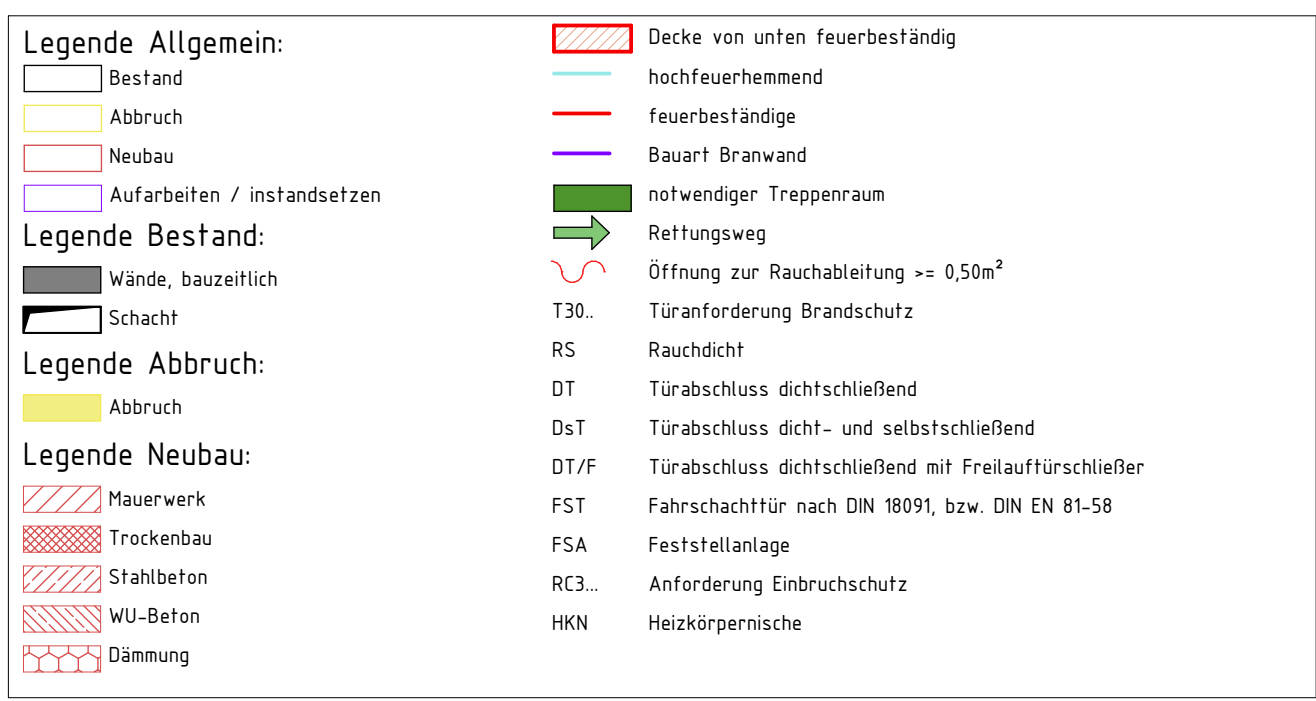 Legende Allgemein:
Bestand
Abbruch
Neubau
Aufarbeiten / instandsetzen
Legende Bestand:
Wände, bauzeitlich
Schacht
Legende Abbruch:
Abbruch
Legende Neubau:
Mauerwerk
Trockenbau
Stahlbeton
WU-Beton
Dämmung
Decke von unten feuerbeständig
hochfeuerhemmend
feuerbeständige
Bauart Branwand
notwendiger Treppenraum
Rettungsweg
Öffnung zur Rauchableitung >= 0,50m²
T30.. Türanforderung Brandschutz
RS Rauchdicht
DT Türabschluss dichtschließend
DsT Türabschluss dicht- und selbstschließend
DT/F Türabschluss dichtschließend mit Freilauftürschließer
FST Fahrschachttür nach DIN 18091, bzw. DIN EN 81-58
FSA Feststellanlage
RC3... Anforderung Einbruchschutz
HKN Heizkörpernische